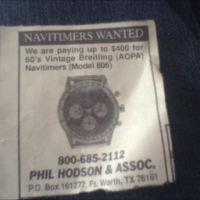 NAVITIMERS WANTED
We are paying up to $400 for
60's Vintage Breitling (AOPA)
Navitimers (Model 806)
800-685-2112
PHIL HODSON & ASSOC.
P.O. Box 161277, Ft. Worth, TX 76161